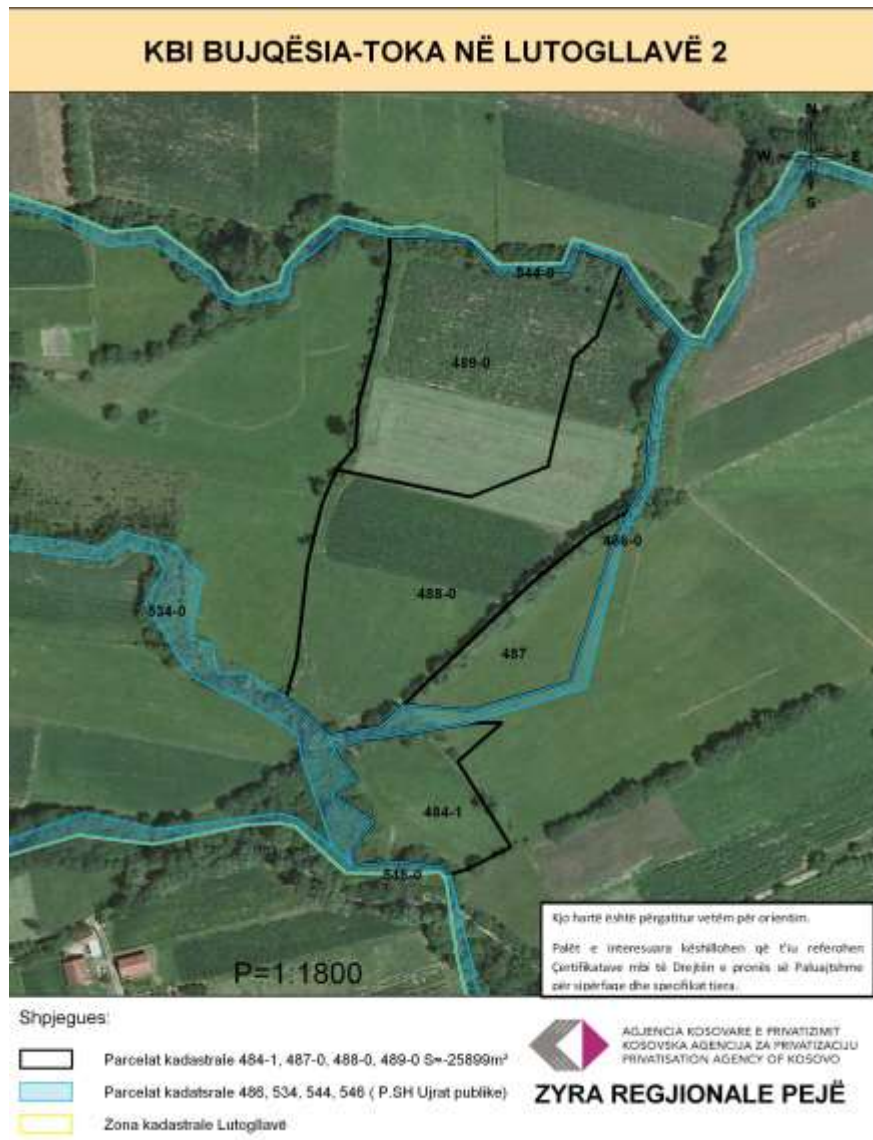 KBI BUJQËSIA-TOKA NË LUTOGLLAVË 2
N
W E
S
544-0
489-0
486-0
488-0
534-0
487
484-1
546-0
P=1:1800
Kjo hartë është përgatitur vetëm për orientim.
Palët e interesuara këshillohen që t'iu referohen
Çertifikatave mbi të Drejtën e pronës së Paluajtshme
për sipërfaqe dhe specifikat tjera.
Shpjegues:
Parcelat kadastrale 484-1, 487-0, 488-0, 489-0 S=-25899m²
Parcelat kadatsrale 486, 534, 544, 546 ( P.SH Ujrat publike)
Zona kadastrale Lutogllavë
AGJENCIA KOSOVARE E PRIVATIZIMIT
KOSOVSKA AGENCIJA ZA PRIVATIZACIJU
PRIVATISATION AGENCY OF KOSOVO
ZYRA REGJIONALE PEJË